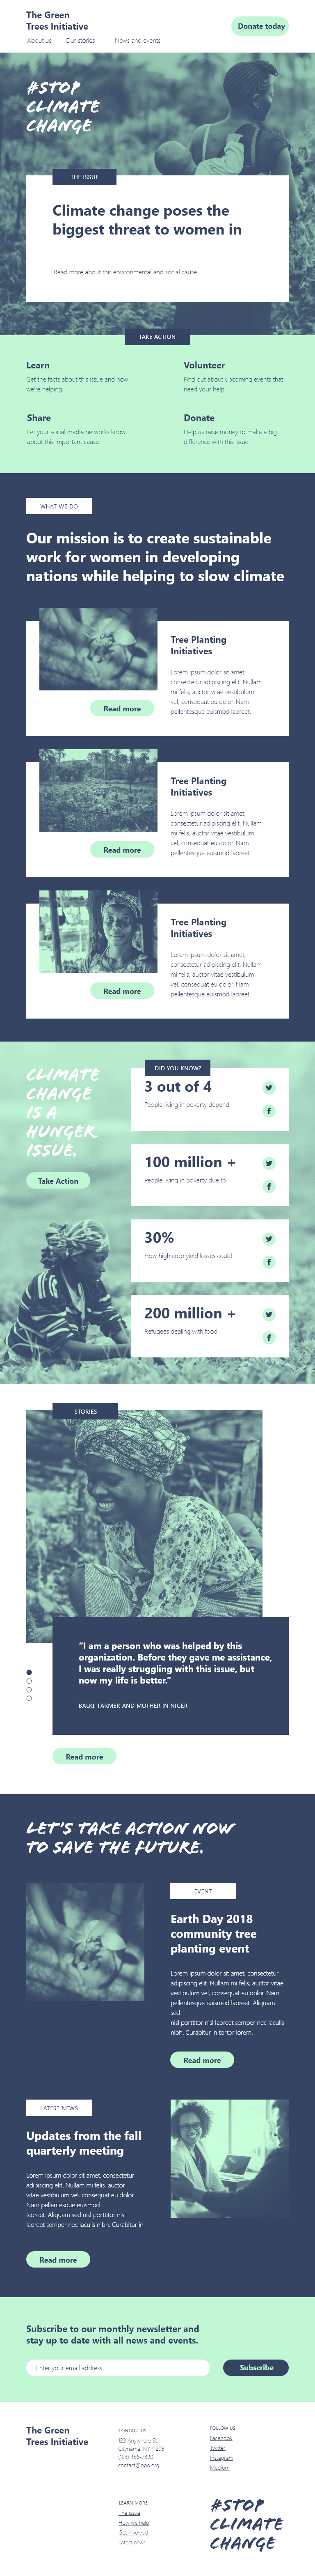 The Green
Trees Initiative
Donate today
About us
Our stories
News and events
#STOP
CLIMATE
CHANGE
THE ISSUE
Climate change poses the
biggest threat to women in
Read more about this environmental and social cause
TAKE ACTION
Learn
Get the facts about this issue and how
we're helping.
Volunteer
Find out about upcoming events that
need your help.
Share
Let your social media networks know
about this important cause.
Donate
Help us raise money to make a big
difference with this issue.
WHAT WE DO
Our mission is to create sustainable
work for women in developing
nations while helping to slow climate
Tree Planting
Initiatives
Lorem ipsum dolor sit amet,
consectetur adipiscing elit. Nullam
mi felis, auctor vitae vestibulum
vel, consequat eu dolor. Nam
pellentesque euismod laoreet.
Read more
Tree Planting
Initiatives
Lorem ipsum dolor sit amet,
consectetur adipiscing elit. Nullam
mi felis, auctor vitae vestibulum
vel, consequat eu dolor. Nam
pellentesque euismod laoreet.
Read more
Tree Planting
Initiatives
Lorem ipsum dolor sit amet,
consectetur adipiscing elit. Nullam
mi felis, auctor vitae vestibulum
vel, consequat eu dolor. Nam
pellentesque euismod laoreet.
Read more
CLIMATE
CHANGE
IS A
HUNGER
ISSUE.
Take Action
DID YOU KNOW?
3 out of 4
People living in poverty depend
100 million +
People living in poverty due to
30%
How high crop yield losses could
200 million +
Refugees dealing with food
STORIES
"I am a person who was helped by this
organization. Before they gave me assistance,
I was really struggling with this issue, but
now my life is better."
BALKI, FARMER AND MOTHER IN NIGER
Read more
LET'S TAKE ACTION NOW
TO SAVE THE FUTURE.
EVENT
Earth Day 2018
community tree
planting event
Lorem ipsum dolor sit amet, consectetur
adipiscing elit. Nullam mi felis, auctor vitae
vestibulum vel, consequat eu dolor. Nam
pellentesque euismod laoreet. Aliquam
sed
nisl porttitor nisl laoreet semper nec iaculis
nibh. Curabitur in tortor lorem.
Read more
LATEST NEWS
Updates from the fall
quarterly meeting
Lorem ipsum dolor sit amet, consectetur
adipiscing elit. Nullam mi felis, auctor
vitae vestibulum vel, consequat eu dolor.
Nam pellentesque euismod
laoreet. Aliquam sed nisl porttitor nisl
laoreet semper nec iaculis nibh. Curabitur in
Read more
Subscribe to our monthly newsletter and
stay up to date with all news and events.
Enter your email address
Subscribe
The Green
Trees Initiative
CONTACT US
123 Anywhere St.
Cityname, NY 11206
(123) 456-7890
contact@npo.org
FOLLOW US
Facebook
Twitter
Instagram
Medium
LEARN MORE
The issue
How we help
Get involved
Latest news
#STOP
CLIMATE
CHANGE